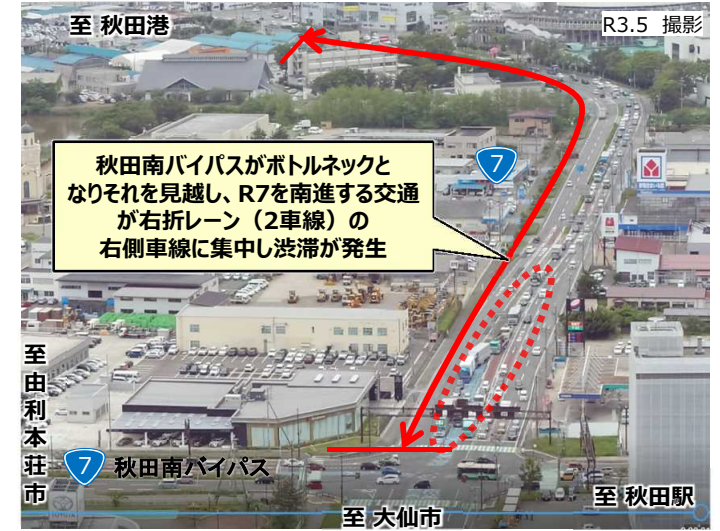 至 秋田港
R3.5 撮影
秋田南バイパスがボトルネックと
なりそれを見越し、R7を南進する交通
が右折レーン（2車線）の
右側車線に集中し渋滞が発生
7
至由利本荘市
7 秋田南バイパス
至 秋田駅
至 大仙市
TOYOTA